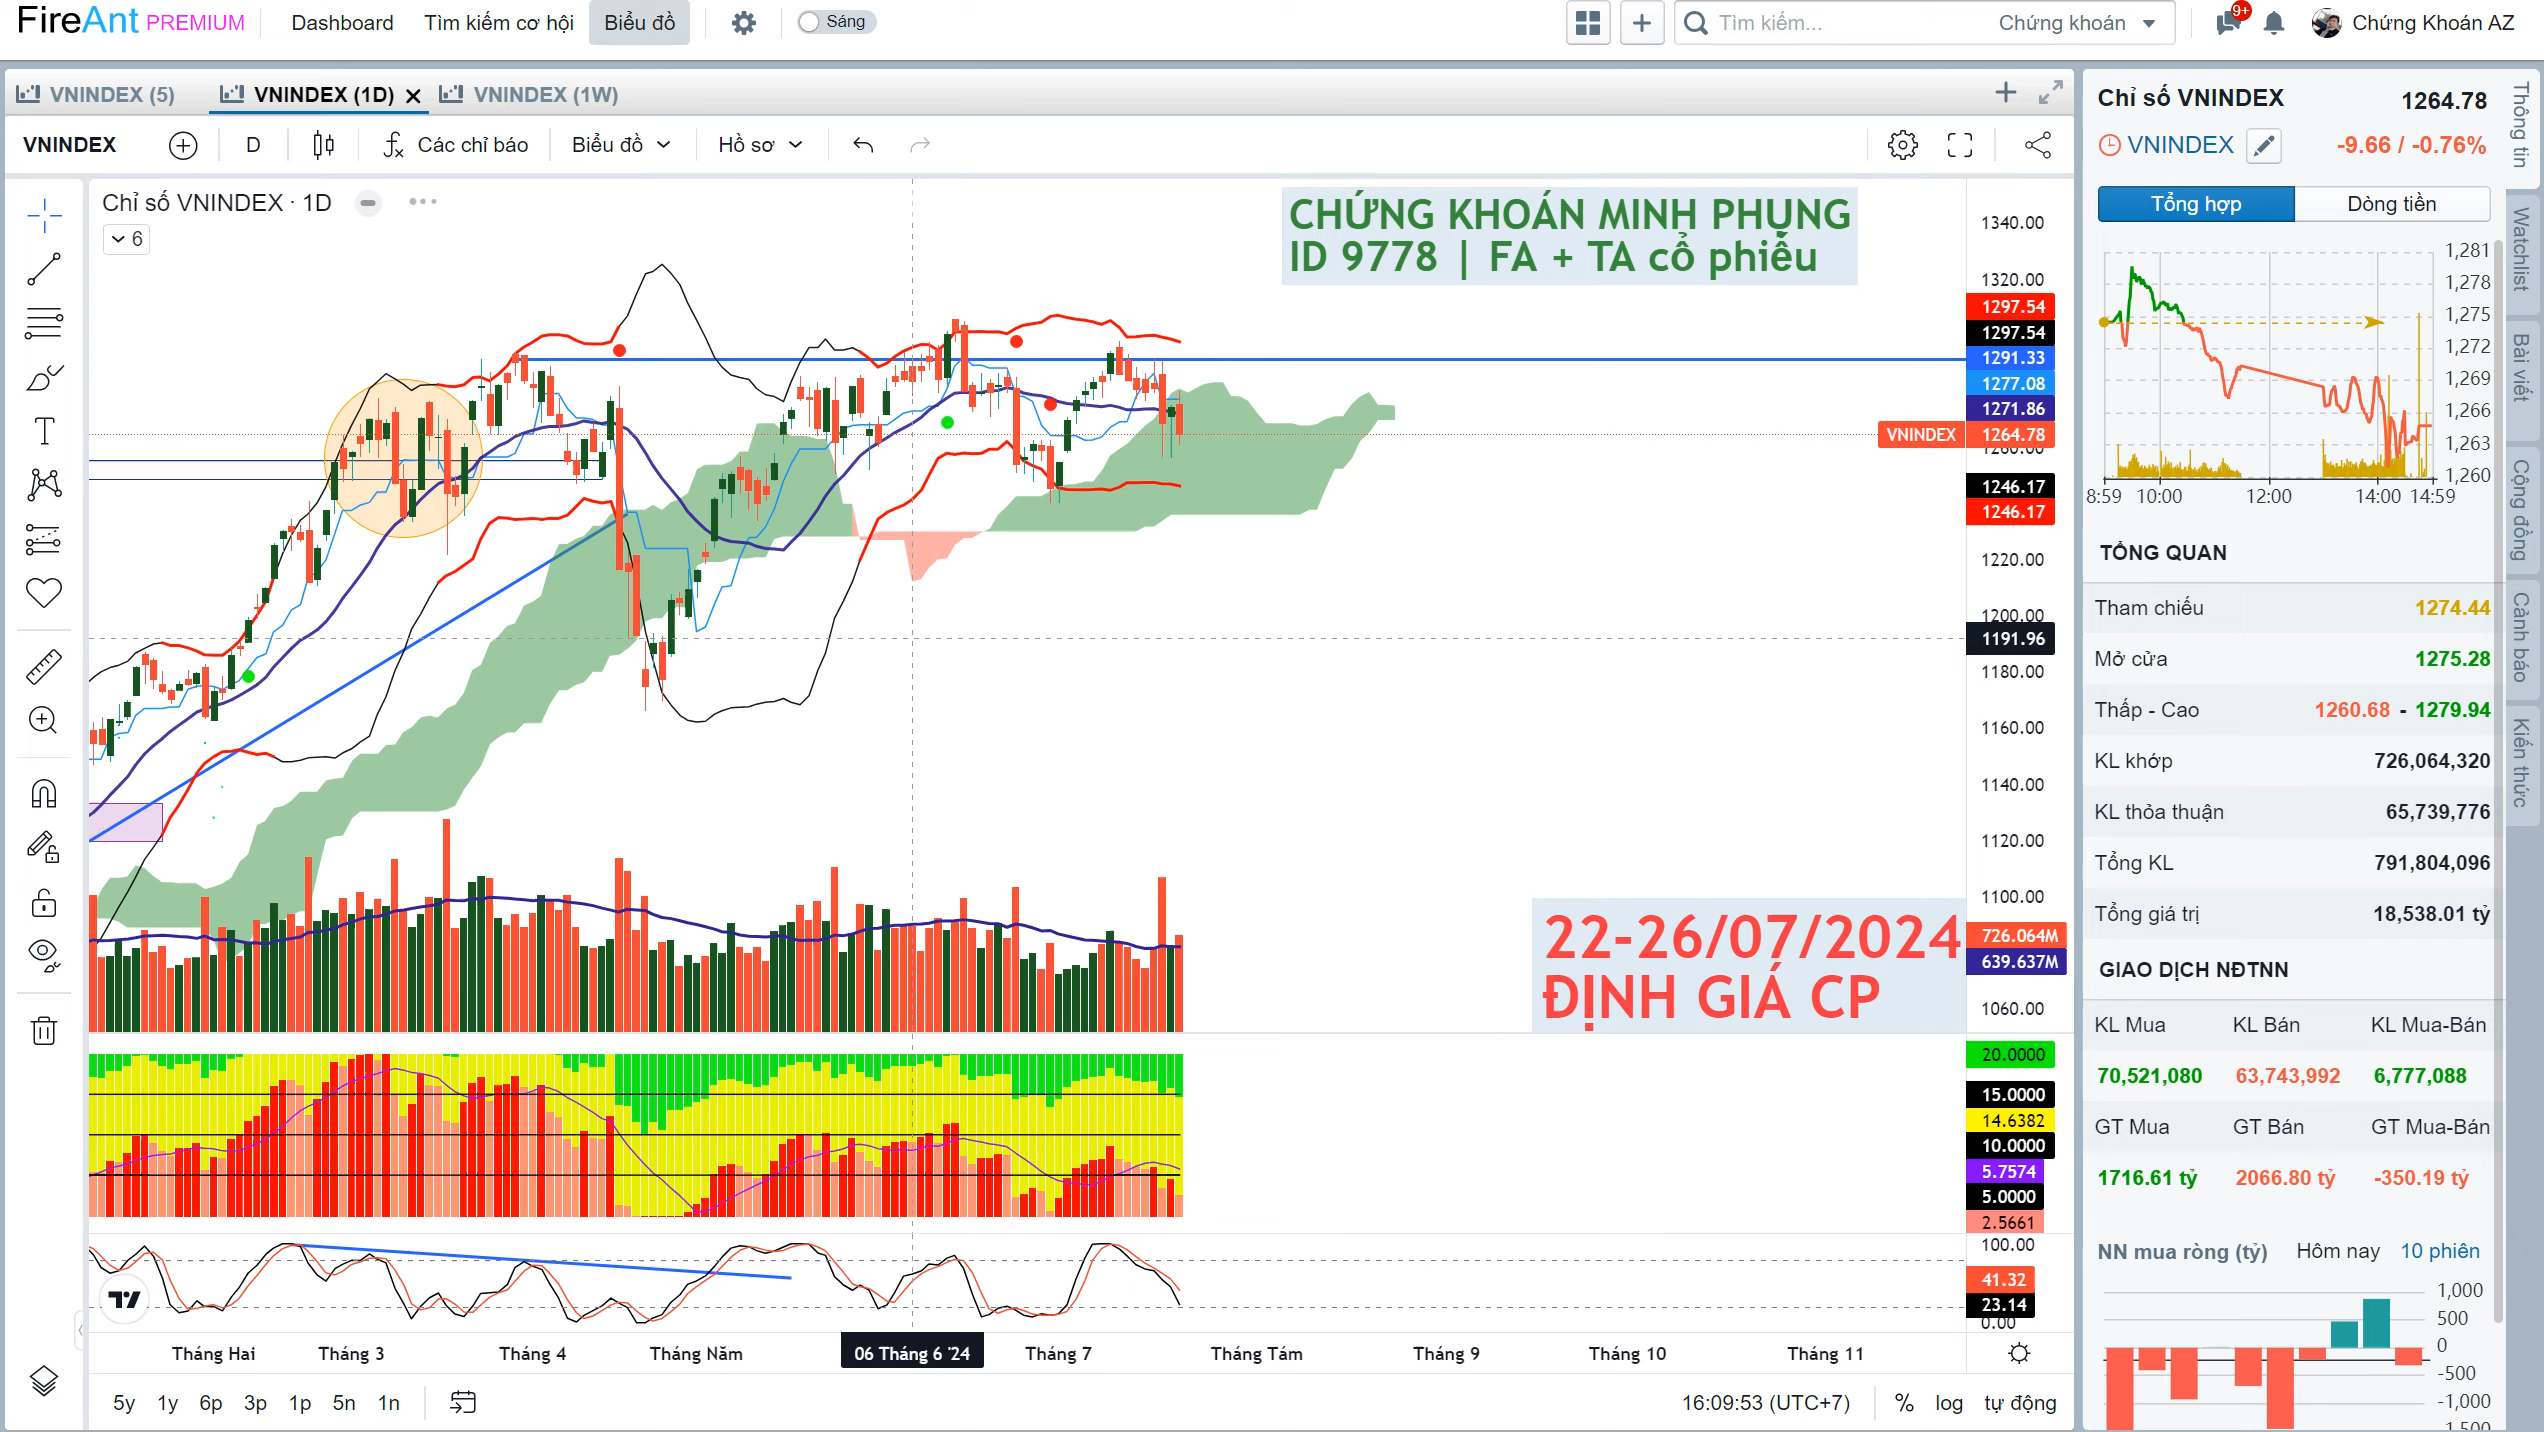 FireAnt PREMIUM
Dashboard
Tìm kiếm cơ hội
Biểu đồ
Sáng
Tìm kiếm...
Chứng khoán
9+
Chứng Khoán AZ
VNINDEX (5)
VNINDEX (1D)
VNINDEX (1W)
VNINDEX
D
Các chỉ báo
Biểu đồ
Hồ sơ
Chỉ số VNINDEX · 1D
6
CHỨNG KHOÁN MINH PHỤNG
ID 9778 | FA + TA cổ phiếu
1340.00
1320.00
1297.54
1297.54
1291.33
1277.08
1271.86
VNINDEX 1264.78
1260.00
1246.17
1246.17
1220.00
1200.00
1191.96
1180.00
1160.00
1140.00
1120.00
1100.00
22-26/07/2024
ĐỊNH GIÁ CP
726.064M
639.637M
1060.00
20.0000
15.0000
14.6382
10.0000
5.7574
5.0000
2.5661
100.00
41.32
23.14
0.00
Tháng Hai
Tháng 3
Tháng 4
Tháng Năm
06 Tháng 6 '24
Tháng 7
Tháng Tám
Tháng 9
Tháng 10
Tháng 11
5y 1y 6p 3p 1p 5n 1n
16:09:53 (UTC+7)
%
log
tự động
Chỉ số VNINDEX
1264.78
VNINDEX
-9.66 / -0.76%
Tổng hợp
Dòng tiền
1,281
1,278
1,275
1,272
1,269
1,266
1,263
1,260
8:59
10:00
12:00
14:00
14:59
TỔNG QUAN
Tham chiếu 1274.44
Mở cửa 1275.28
Thấp - Cao 1260.68 - 1279.94
KL khớp 726,064,320
KL thỏa thuận 65,739,776
Tổng KL 791,804,096
Tổng giá trị 18,538.01 tỷ
GIAO DỊCH NĐTNN
KL Mua KL Bán KL Mua-Bán
70,521,080 63,743,992 6,777,088
GT Mua GT Bán GT Mua-Bán
1716.61 tỷ 2066.80 tỷ -350.19 tỷ
NN mua ròng (tỷ) Hôm nay 10 phiên
1,000
500
0
-500
-1,000
-1,500
Thông tin
Watchlist
Bài viết
Cộng đồng
Cảnh báo
Kiến thức